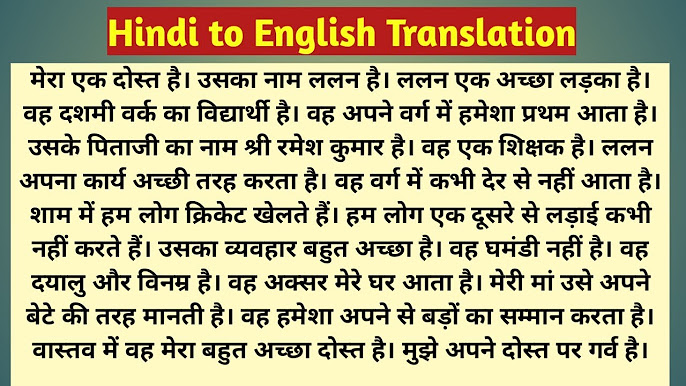 Hindi to English Translation
मेरा एक दोस्त है। उसका नाम ललन है। ललन एक अच्छा लड़का है।
वह दशमी वर्क का विद्यार्थी है। वह अपने वर्ग में हमेशा प्रथम आता है।
उसके पिताजी का नाम श्री रमेश कुमार है। वह एक शिक्षक है। ललन
अपना कार्य अच्छी तरह करता है। वह वर्ग में कभी देर से नहीं आता है।
शाम में हम लोग क्रिकेट खेलते हैं। हम लोग एक दूसरे से लड़ाई कभी
नहीं करते हैं। उसका व्यवहार बहुत अच्छा है। वह घमंडी नहीं है। वह
दयालु और विनम्र है। वह अक्सर मेरे घर आता है। मेरी मां उसे अपने
बेटे की तरह मानती है। वह हमेशा अपने से बड़ों का सम्मान करता है।
वास्तव में वह मेरा बहुत अच्छा दोस्त है। मुझे अपने दोस्त पर गर्व है।